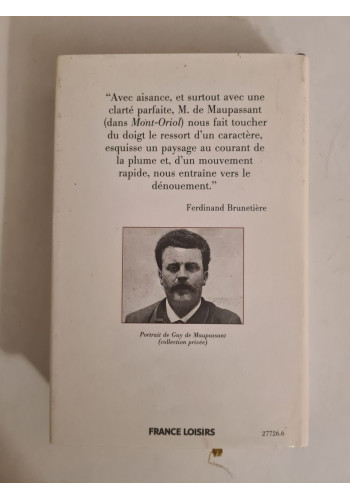 “Avec aisance, et surtout avec une
clarté parfaite, M. de Maupassant
(dans Mont-Oriol) nous fait toucher
du doigt le ressort d’un caractère,
esquisse un paysage au courant de
la plume et, d’un mouvement
rapide, nous entraîne vers le
dénouement.”
Ferdinand Brunetière
Portrait de Guy de Maupassant
(collection privée)
FRANCE LOISIRS
27726.6